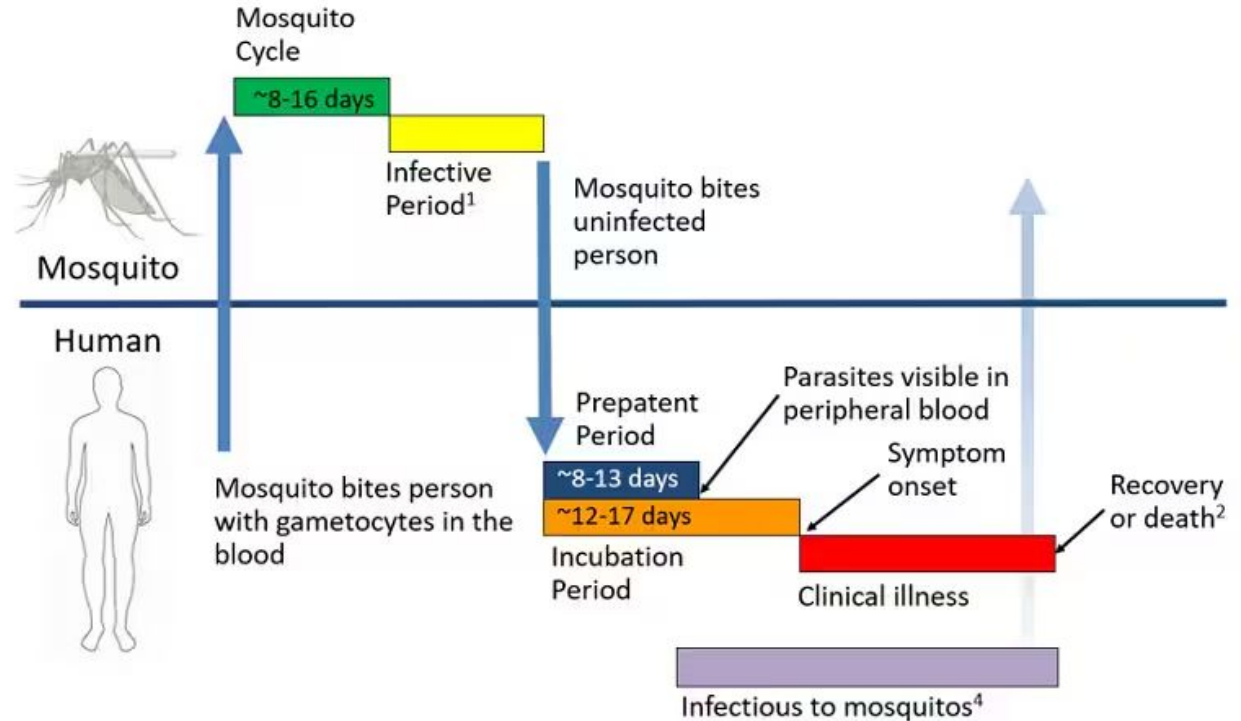 Mosquito
Cycle
~8-16 days
Infective
Period¹
Mosquito bites
uninfected
person
Mosquito
Human
Mosquito bites person
with gametocytes in the
blood
Prepatent
Period
~8-13 days
~12-17 days
Incubation
Period
Parasites visible in
peripheral blood
Symptom
onset
Recovery
or death²
Clinical illness
Infectious to mosquitos⁴